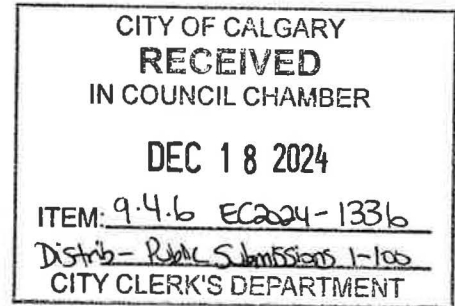 CITY OF CALGARY
RECEIVED
IN COUNCIL CHAMBER
DEC 18 2024
ITEM: 9.4.6 EC2024-1336
Distrib- Public Submissions 1-100
CITY CLERK'S DEPARTMENT